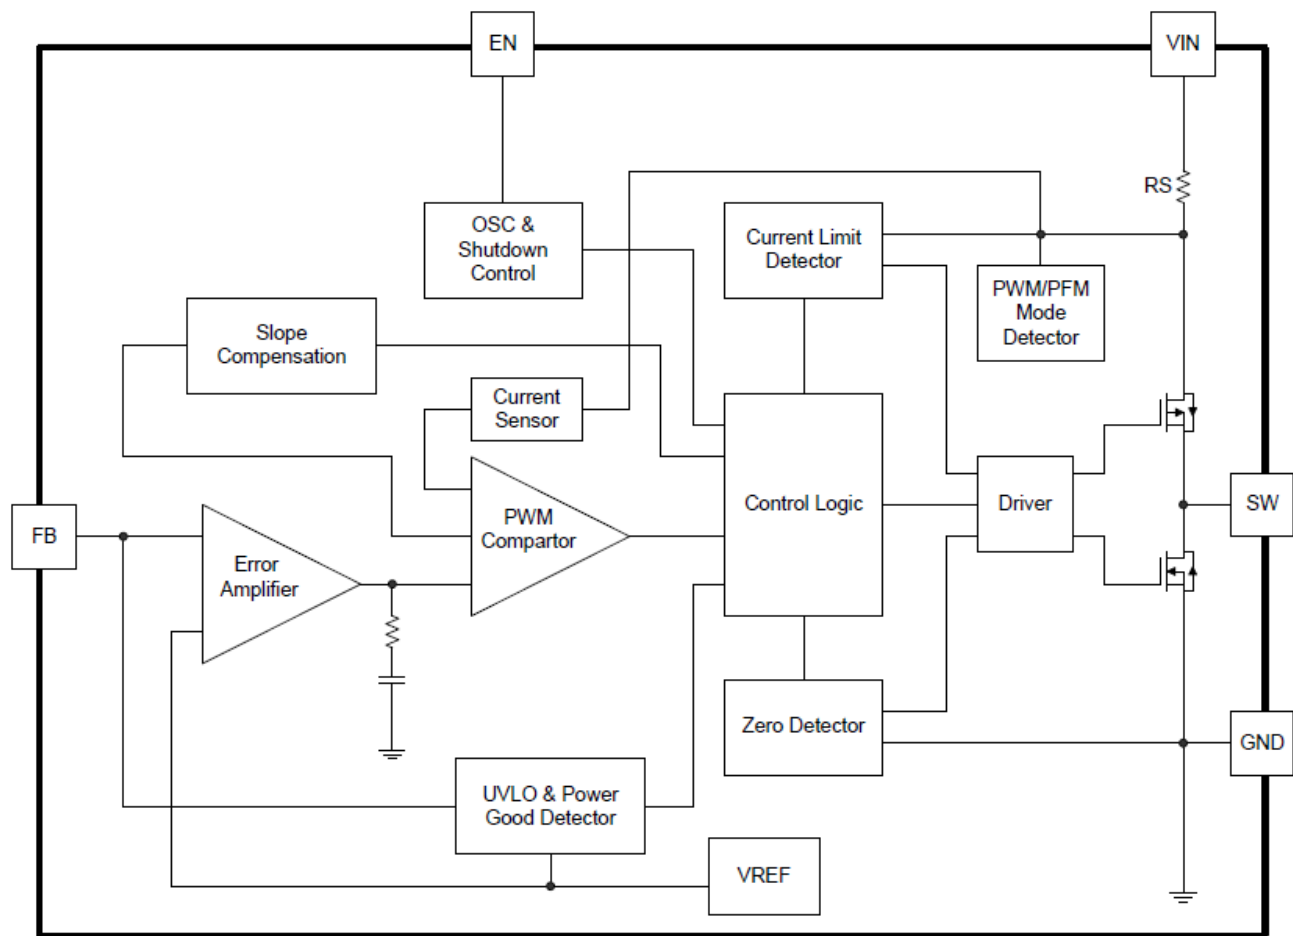 EN
VIN
RS
OSC &
Shutdown
Control
Current Limit
Detector
PWM/PFM
Mode
Detector
Slope
Compensation
Current
Sensor
PWM
Compartor
Control Logic
Driver
SW
FB
Error
Amplifier
Zero Detector
GND
UVLO & Power
Good Detector
VREF